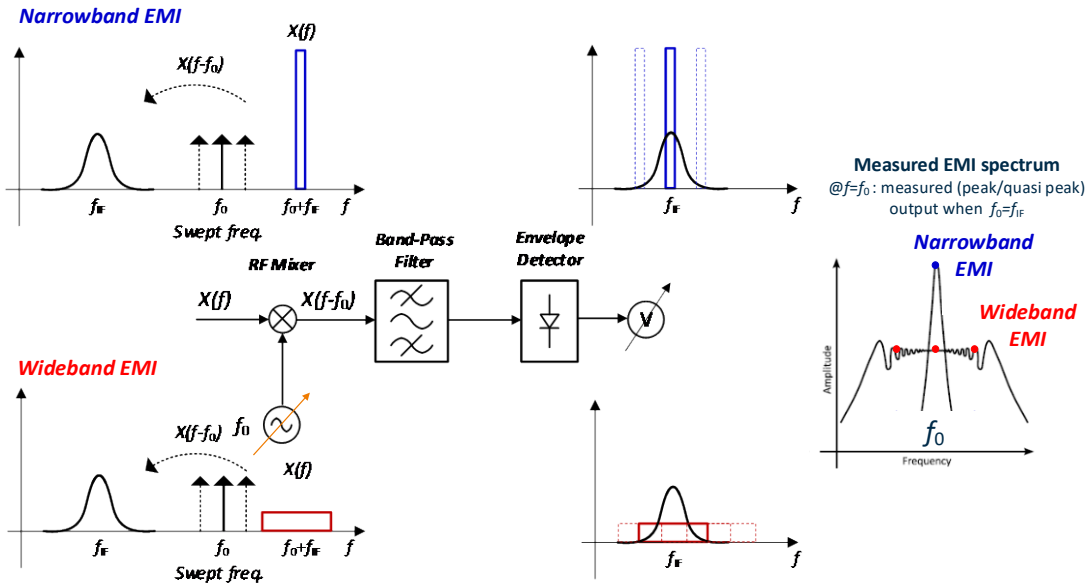 Narrowband EMI
X(f)
X(f-f0)
fIF
f0
f0+fIF
f
Swept freq.
fIF
f
Measured EMI spectrum
@f=f0: measured (peak/quasi peak)
output when f0=fIF
Narrowband
EMI
Wideband
EMI
Amplitude
f0
Frequency
RF Mixer
Band-Pass
Filter
Envelope
Detector
X(f)
X(f-f0)
V
f0
Wideband EMI
X(f-f0)
X(f)
fIF
f0
f0+fIF
f
Swept freq.
fIF
f